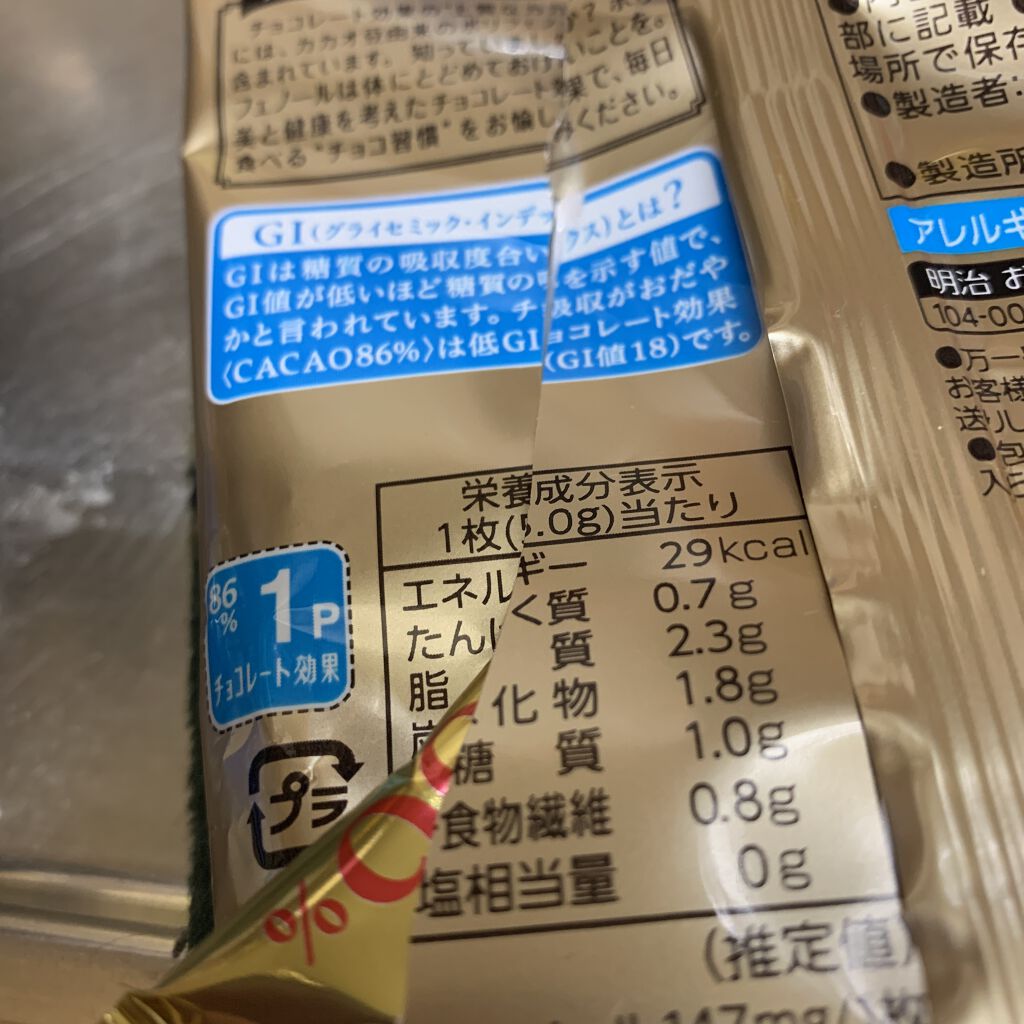 には、カカオ
含まれています。知っ
ことを。
フェノールは体にとどめておけ
果で、毎日
楽と健康を考えたチョコレート
食べる"チョコ習慣"をお愉し
ください。
GI(グライセミック・インデックス)とは?
GIは糖質の吸収度合いを示す値で、
GI値が低いほど糖質の吸収がおだや
かと言われています。チョコレート効果
〈CACAO86%〉は低GI(GI値18)です。
栄養成分表示
1枚(5.0g)当たり
エネルギー 29kcal
たんぱく質 0.7g
脂 質 2.3g
炭水化物 1.8g
糖 質 1.0g
食物繊維 0.8g
塩相当量 0g
(推定値)
147mg/1枚
86% 1P
チョコレート効果
プラ
%C
部に記載
場所で保存
●製造者:
●製造所
アレルギ
明治 お
104-00
●万一
お客様
送
●包
入